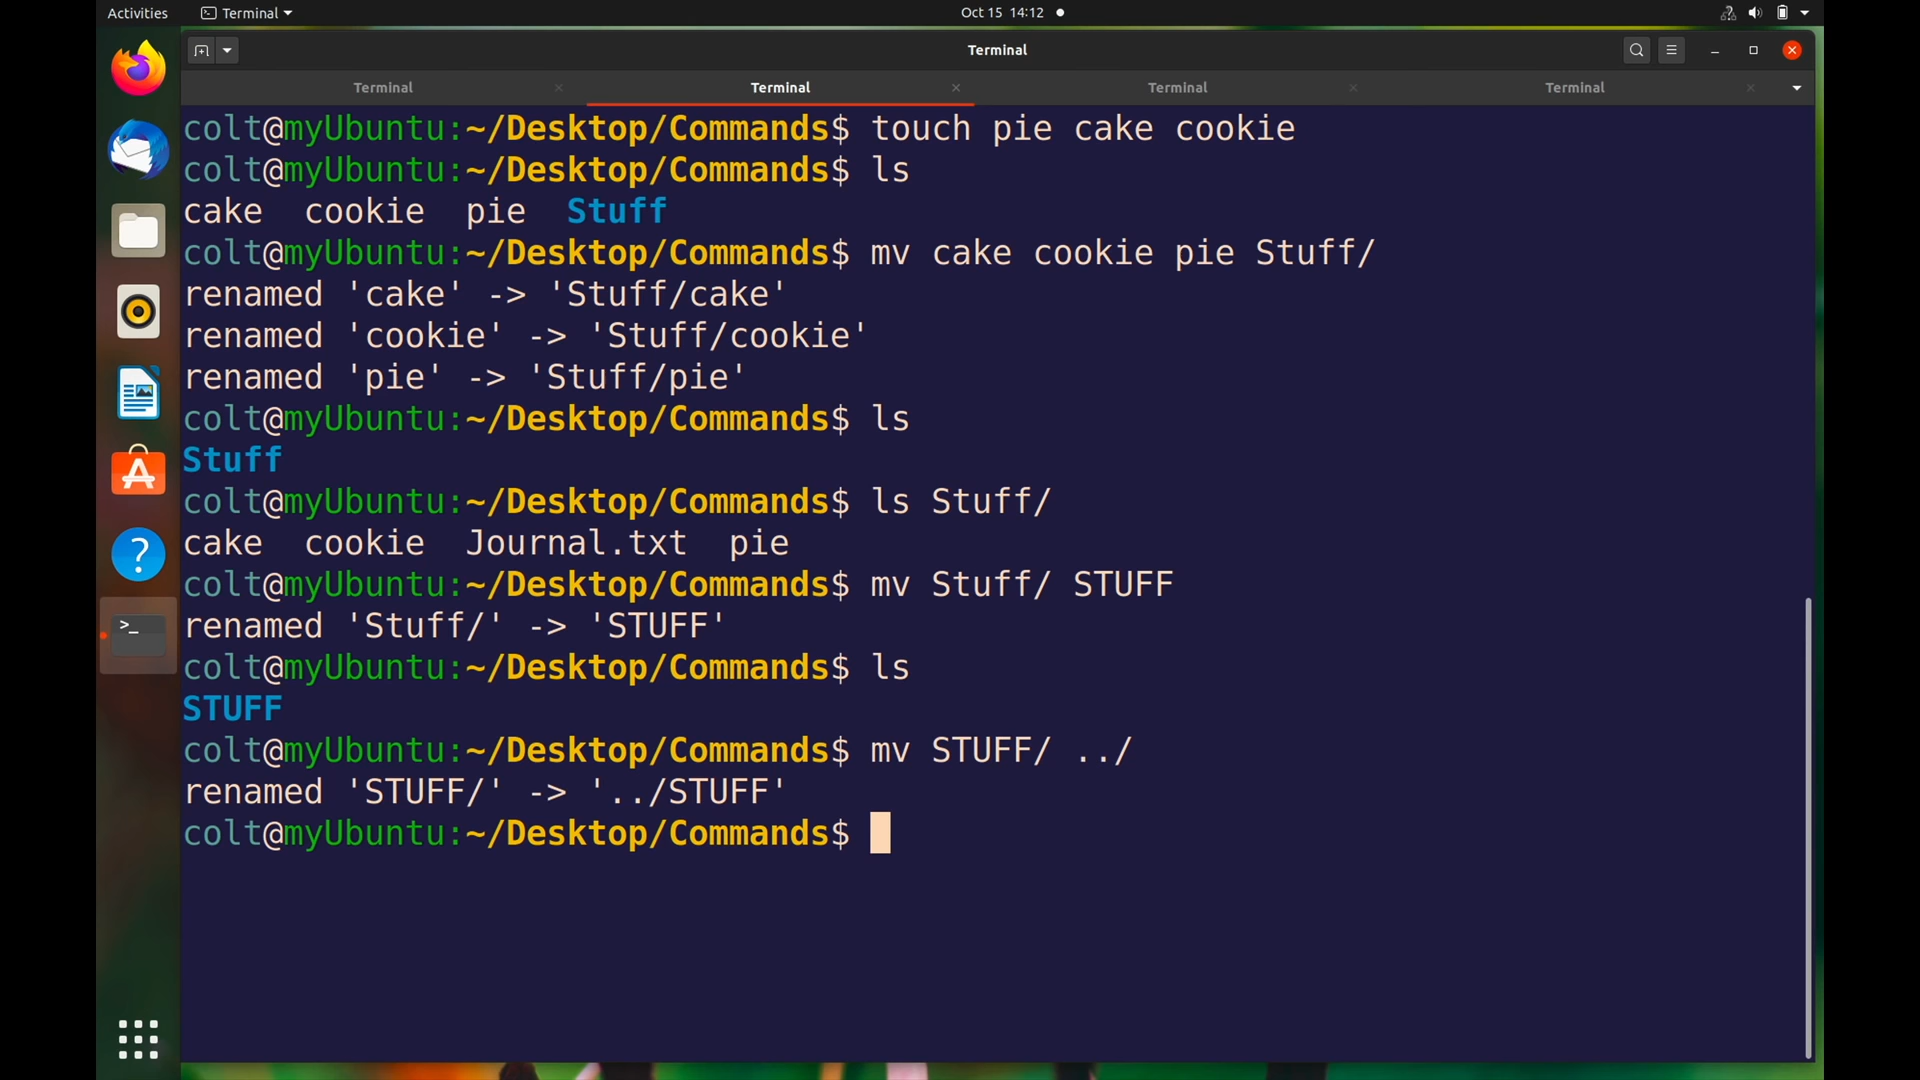 Activities Terminal Oct 15 14:12
Terminal
Terminal Terminal Terminal Terminal
colt@myUbuntu:~/Desktop/Commands$ touch pie cake cookie
colt@myUbuntu:~/Desktop/Commands$ ls
cake cookie pie Stuff
colt@myUbuntu:~/Desktop/Commands$ mv cake cookie pie Stuff/
renamed 'cake' -> 'Stuff/cake'
renamed 'cookie' -> 'Stuff/cookie'
renamed 'pie' -> 'Stuff/pie'
colt@myUbuntu:~/Desktop/Commands$ ls
Stuff
colt@myUbuntu:~/Desktop/Commands$ ls Stuff/
cake cookie Journal.txt pie
colt@myUbuntu:~/Desktop/Commands$ mv Stuff/ STUFF
renamed 'Stuff/' -> 'STUFF'
colt@myUbuntu:~/Desktop/Commands$ ls
STUFF
colt@myUbuntu:~/Desktop/Commands$ mv STUFF/ ../
renamed 'STUFF/' -> '../STUFF'
colt@myUbuntu:~/Desktop/Commands$